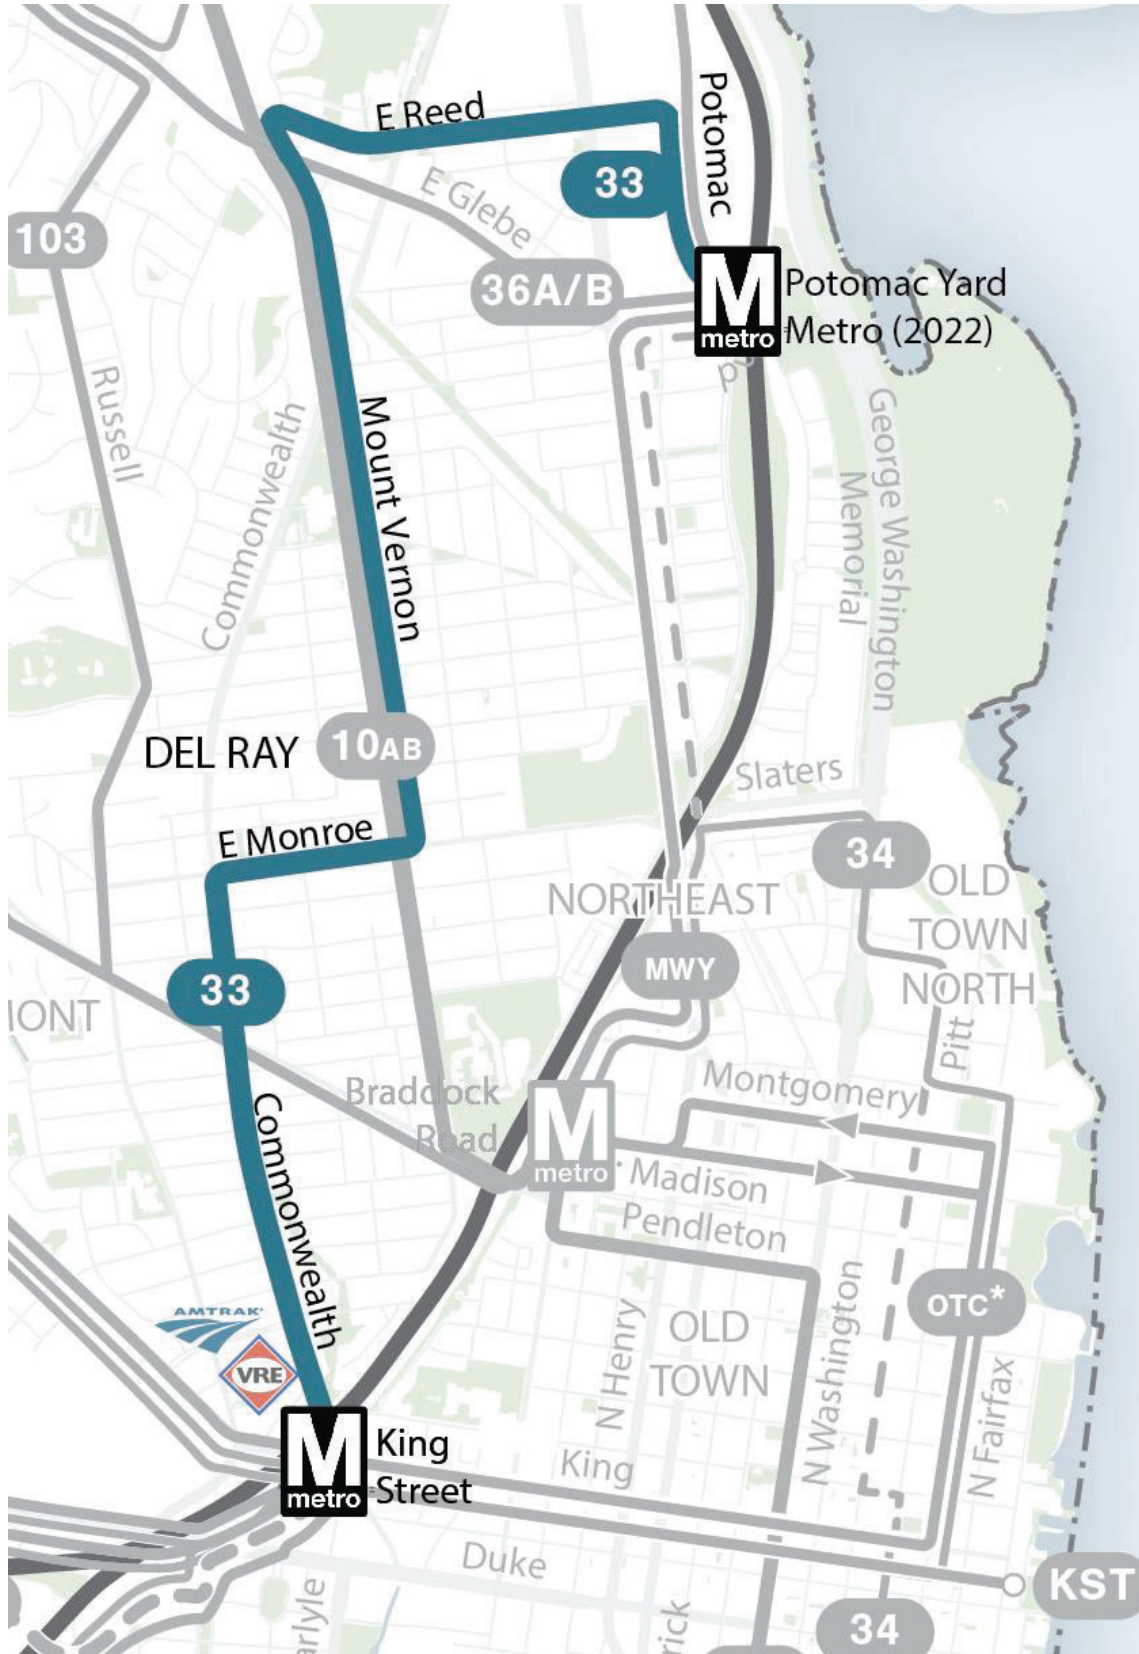 E Reed
Potomac
33
E Glebe
103
36A/B
M
metro
Potomac Yard
Metro (2022)
Russell
Commonwealth
Mount Vernon
George Washington
Memorial
DEL RAY
10AB
Slaters
E Monroe
34
NORTHEAST
OLD
TOWN
NORTH
MWY
33
Pitt
Braddock
Road
M
metro
Montgomery
Madison
Pendleton
Commonwealth
OTC*
AMTRAK
VRE
OLD
TOWN
N Henry
N Washington
N Fairfax
M
metro
King
Street
King
Duke
KST
34